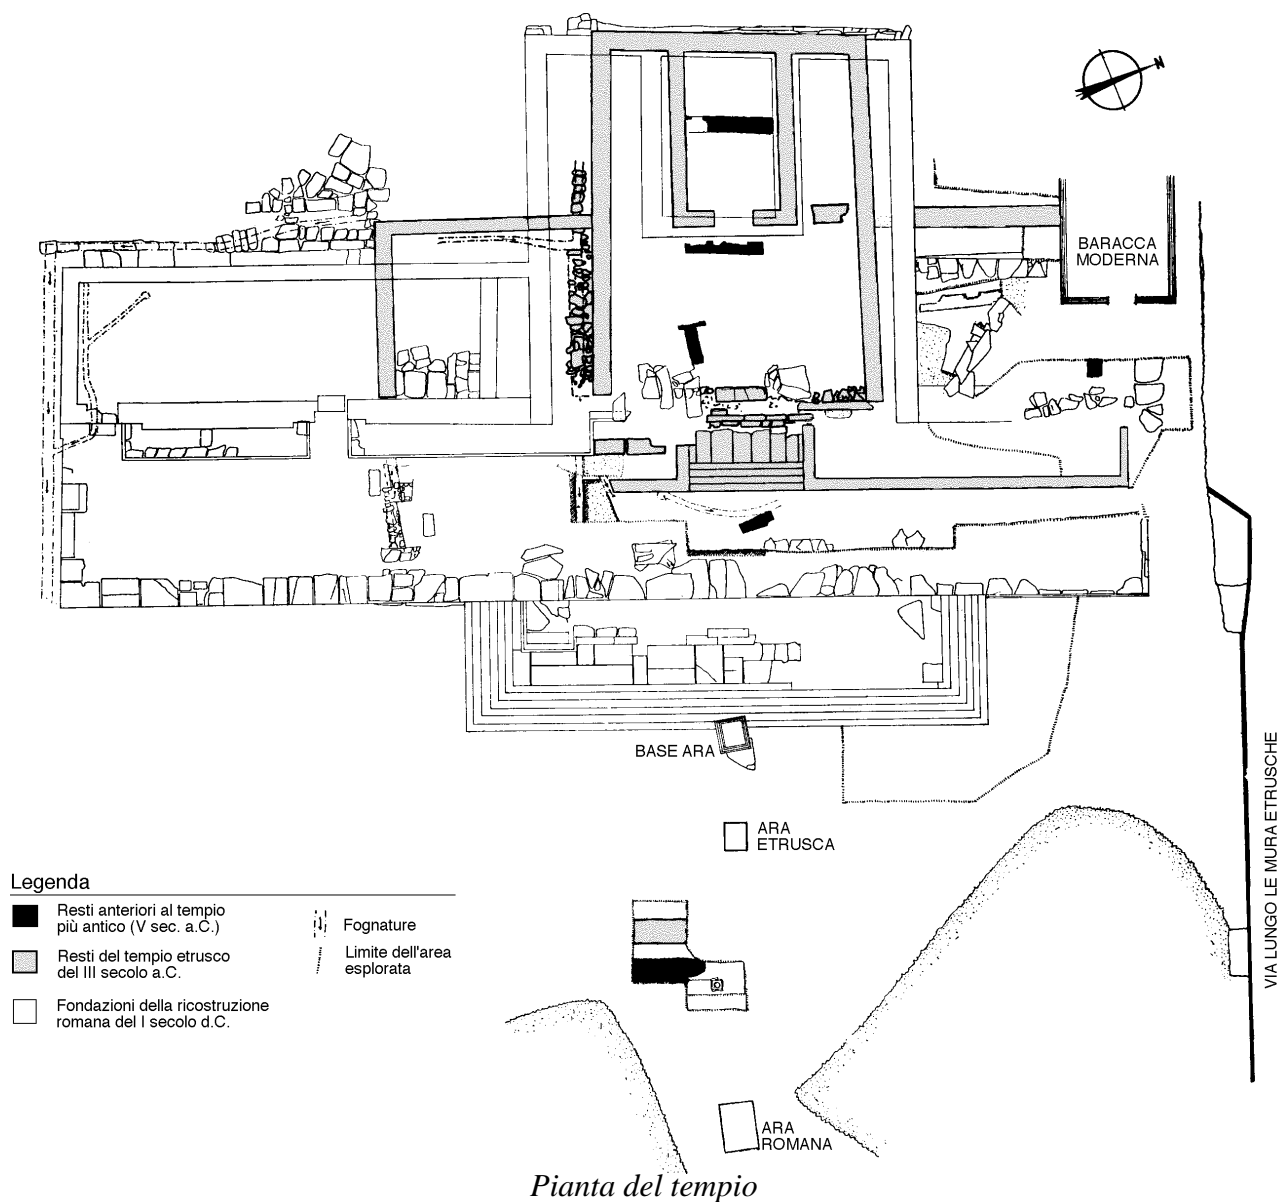 N
BARACCA
MODERNA
BASE ARA
ARA
ETRUSCA
VIA LUNGO LE MURA ETRUSCHE
Legenda
Resti anteriori al tempio
più antico (V sec. a.C.)
Resti del tempio etrusco
del III secolo a.C.
Fondazioni della ricostruzione
romana del I secolo d.C.
Fognature
Limite dell'area
esplorata
ARA
ROMANA
Pianta del tempio